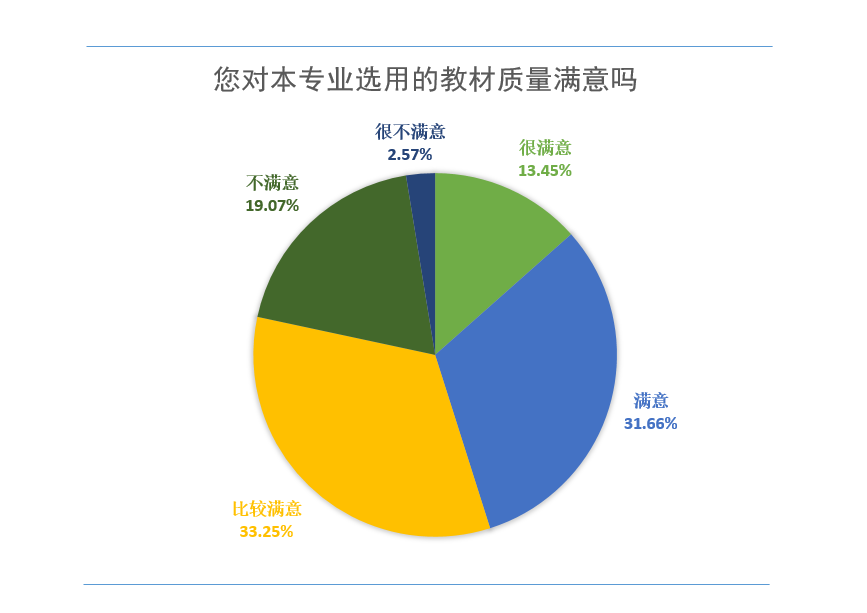 您对本专业选用的教材质量满意吗
很不满意
2.57%
很满意
13.45%
不满意
19.07%
满意
31.66%
比较满意
33.25%